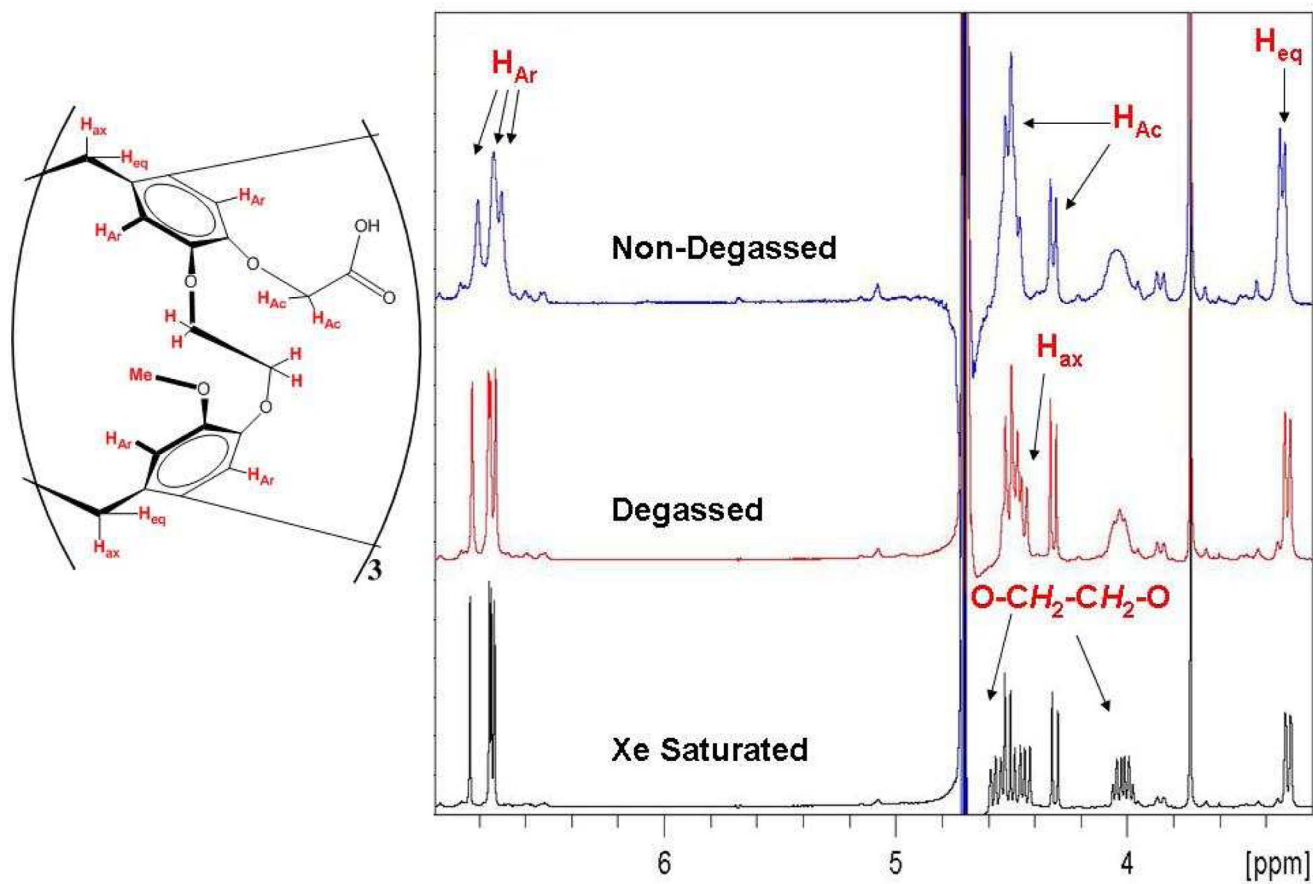 H_ax
H_eq
H_Ar
H_Ar
OH
O
O
O
H_Ac
H_Ac
H
H
H
H
Me
O
O
H_Ar
H_Ar
H_eq
H_ax
3
H_Ar
H_eq
H_Ac
Non-Degassed
H_ax
Degassed
O-CH2-CH2-O
Xe Saturated
6 5 4 [ppm]